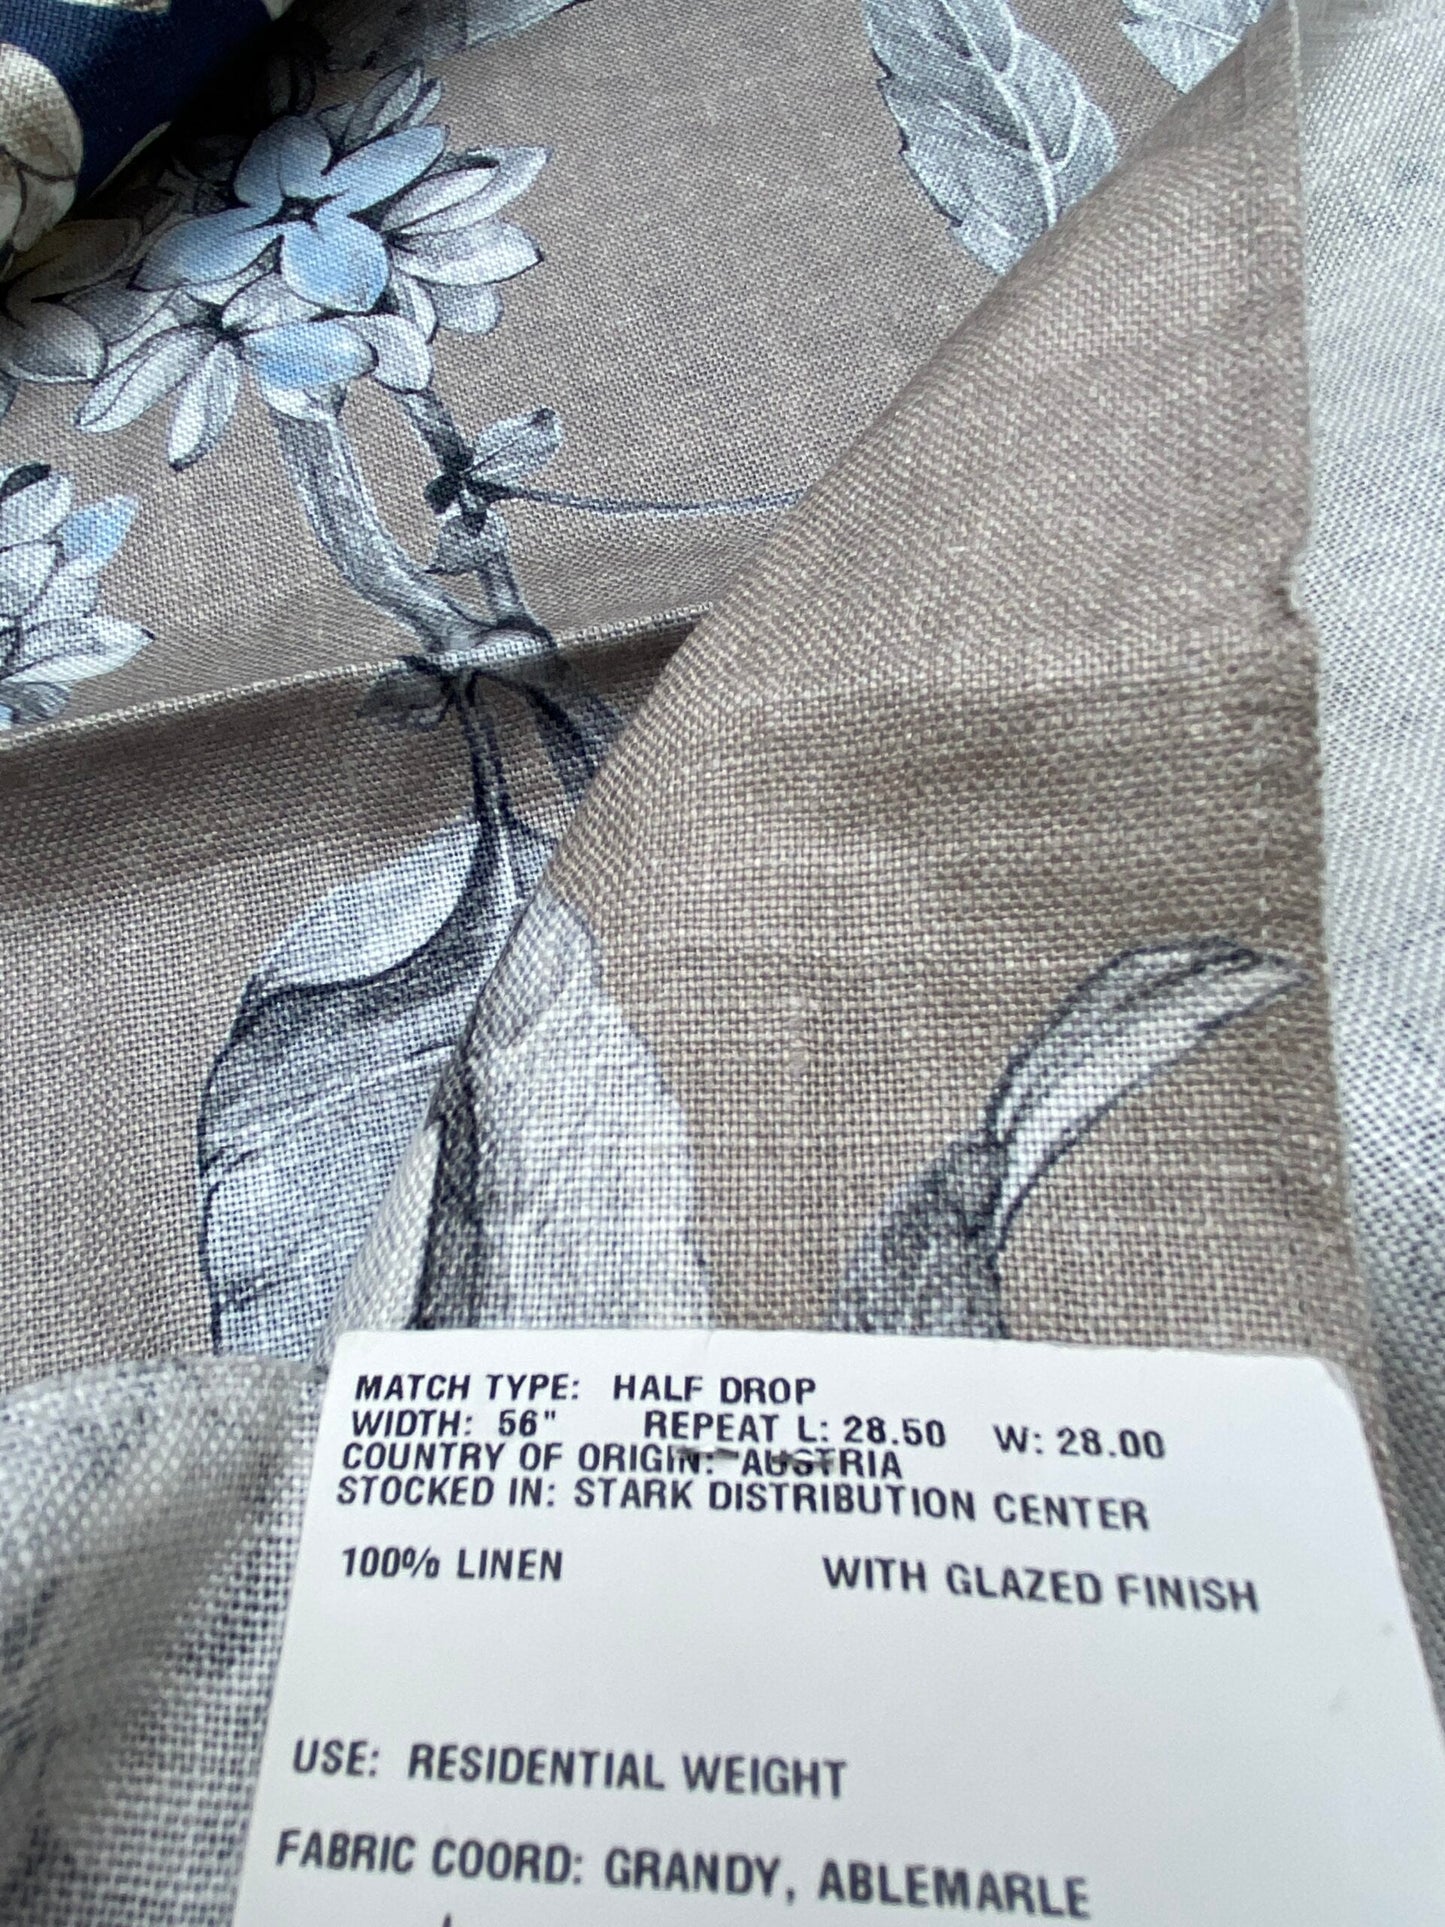 MATCH TYPE: HALF DROP
WIDTH: 56" REPEAT L: 28.50 W: 28.00
COUNTRY OF ORIGIN: AUSTRIA
STOCKED IN: STARK DISTRIBUTION CENTER
100% LINEN WITH GLAZED FINISH
USE: RESIDENTIAL WEIGHT
FABRIC COORD: GRANDY, ABLEMARLE